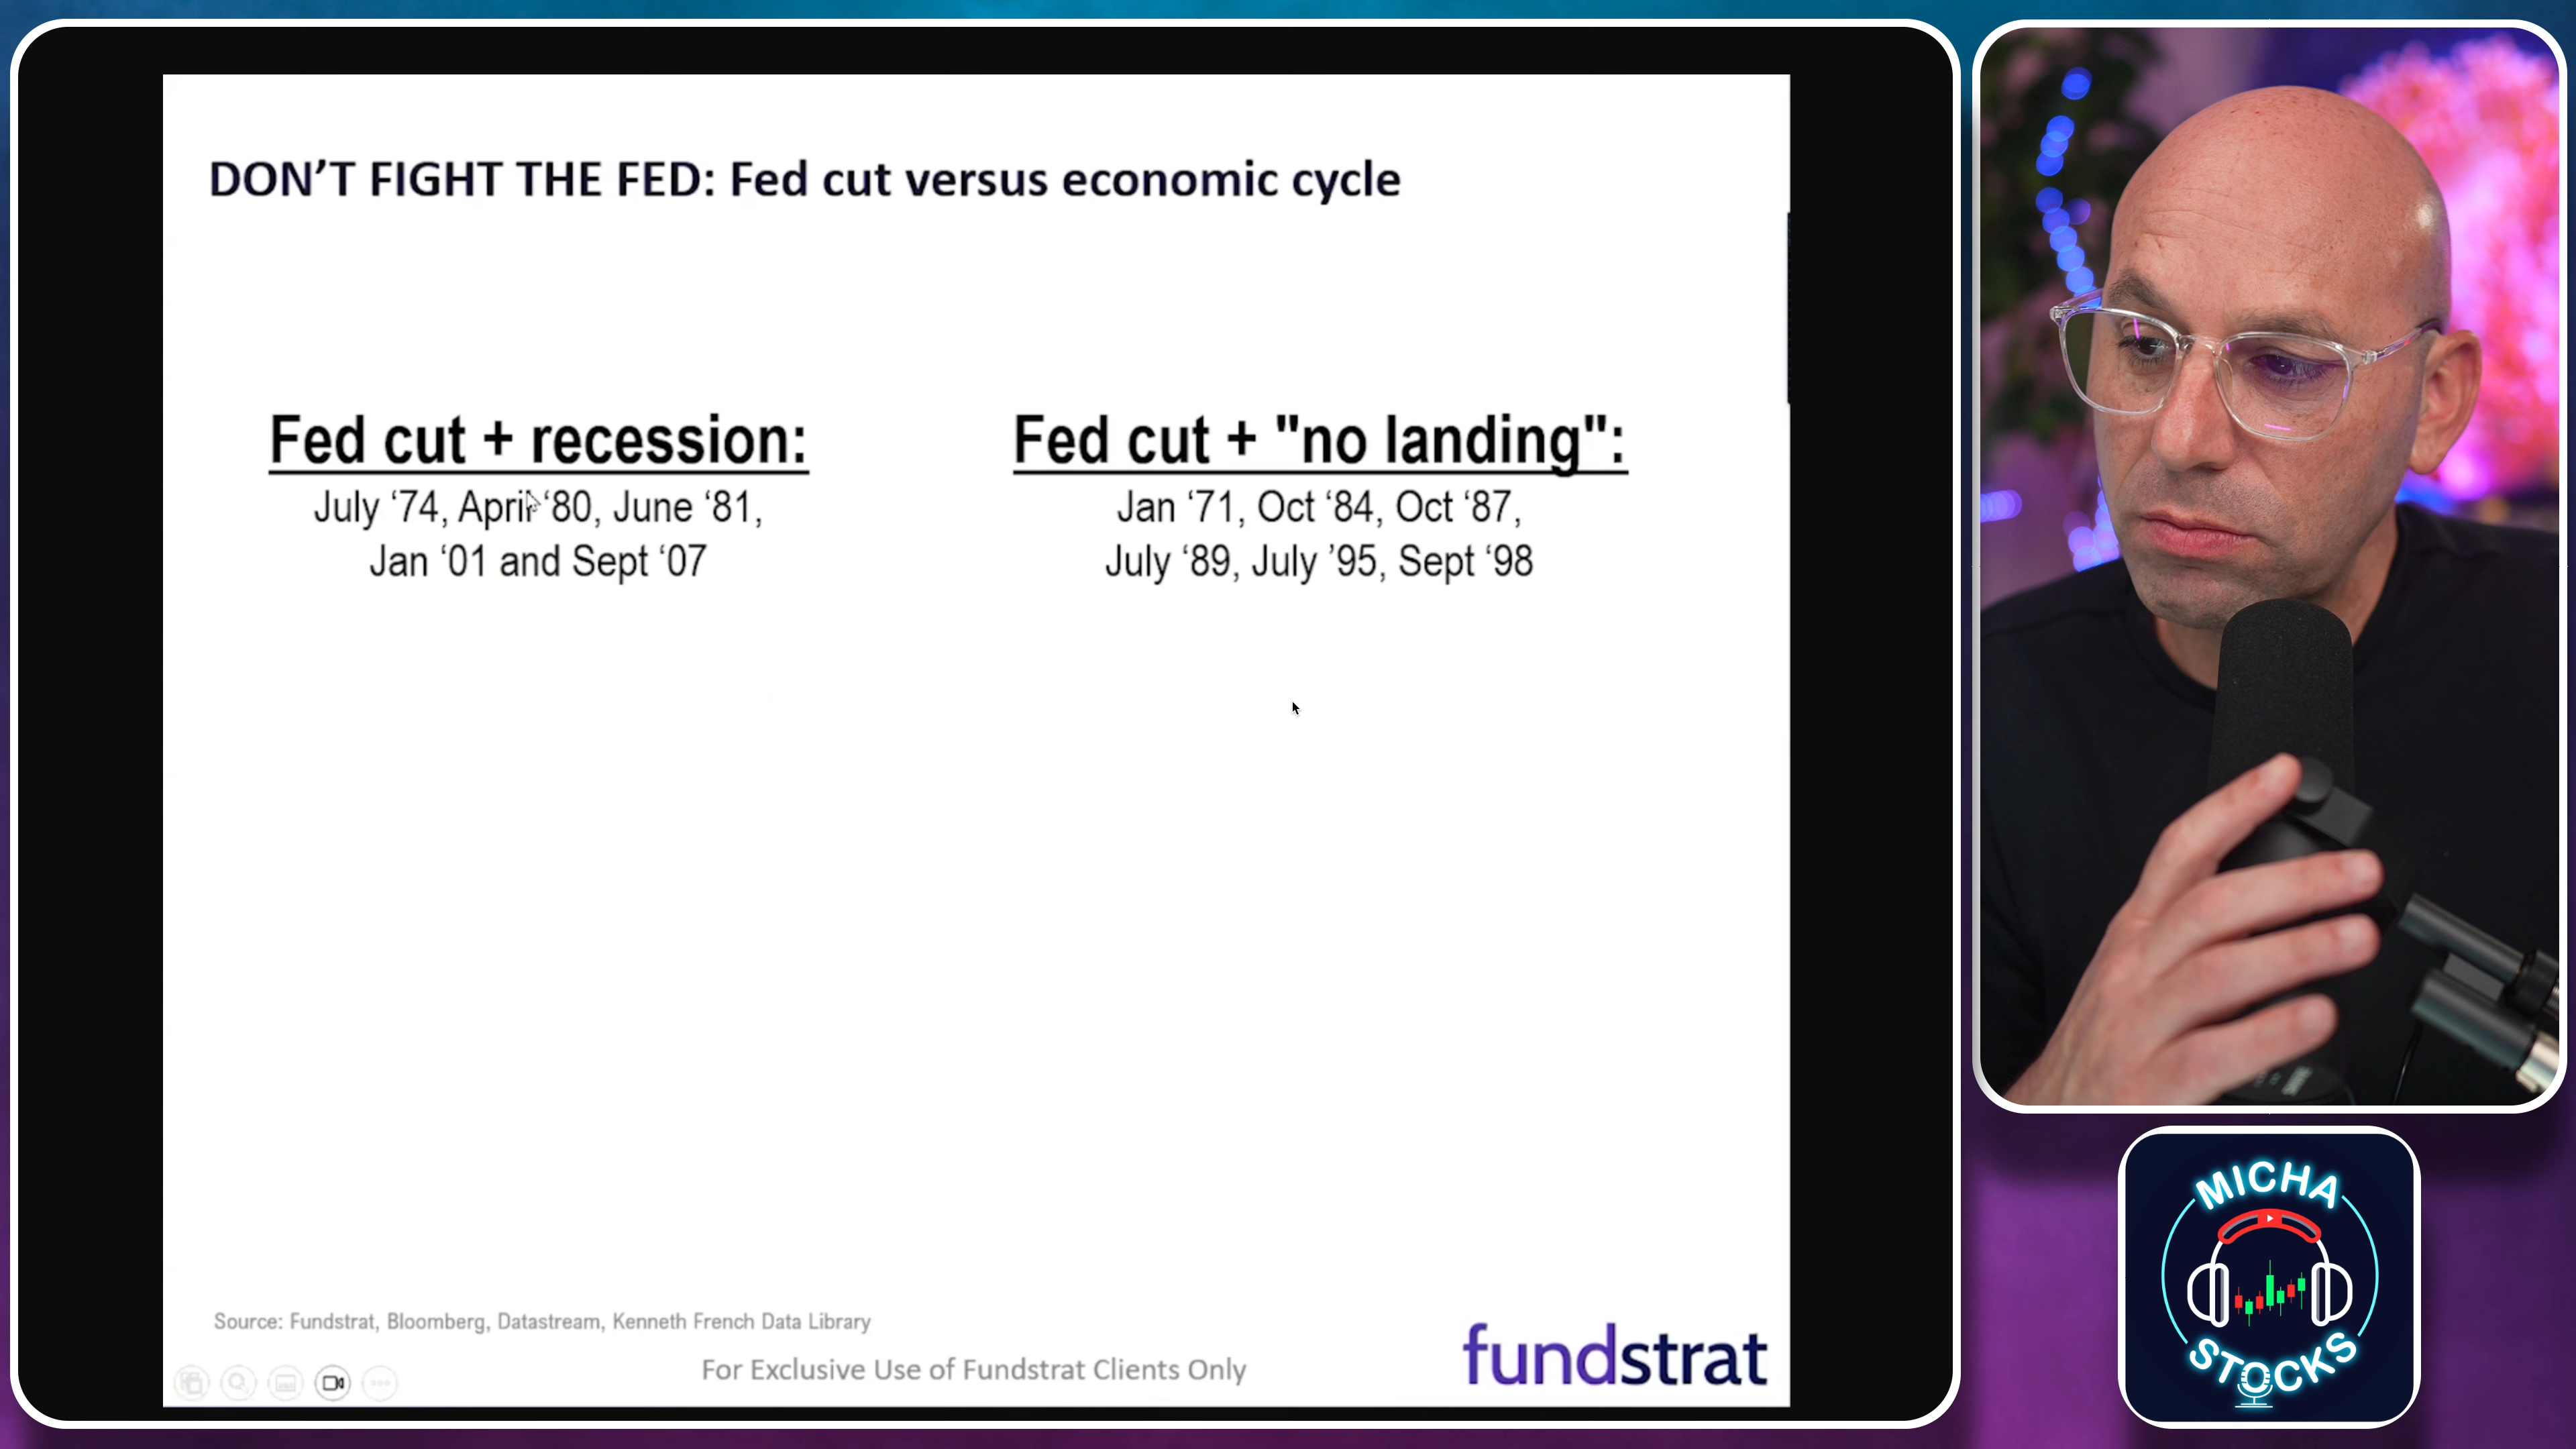 DON’T FIGHT THE FED: Fed cut versus economic cycle
Fed cut + recession:
July ‘74, April ‘80, June ‘81,
Jan ‘01 and Sept ‘07
Fed cut + "no landing":
Jan ‘71, Oct ‘84, Oct ‘87,
July ‘89, July ’95, Sept ‘98
Source: Fundstrat, Bloomberg, Datastream, Kenneth French Data Library
For Exclusive Use of Fundstrat Clients Only
fundstrat
MICHA
STOCKS